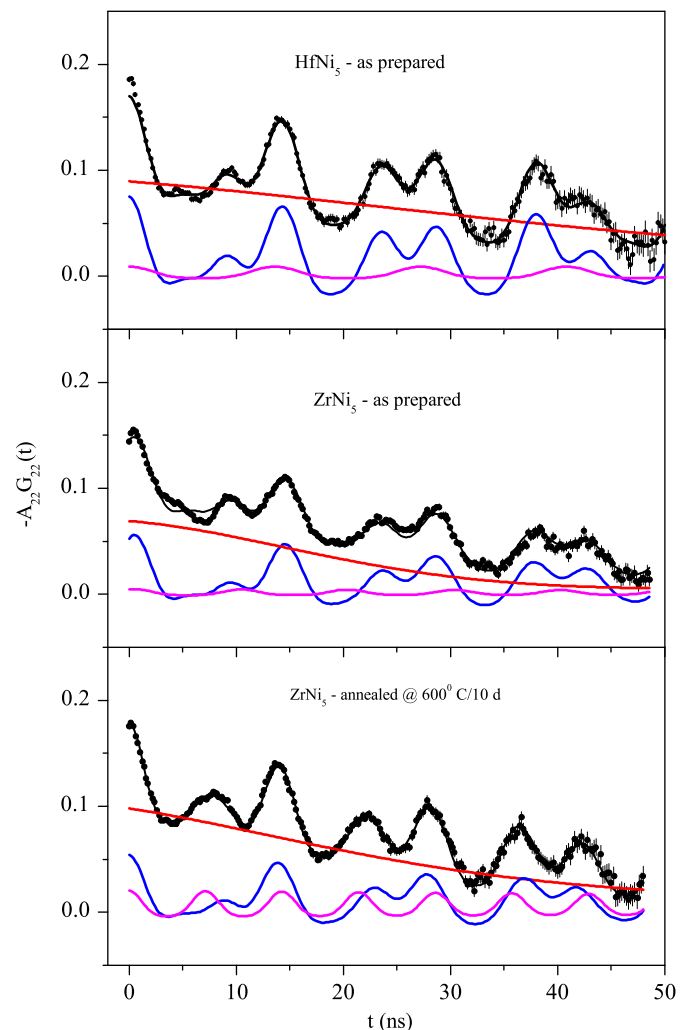 0.2
HfNi₅ - as prepared
0.1
0.0
0.2
ZrNi₅ - as prepared
-A₂₂G₂₂(t)
0.1
0.0
ZrNi₅ - annealed @ 600⁰ C/10 d
0.2
0.1
0.0
0 10 20 30 40 50
t (ns)